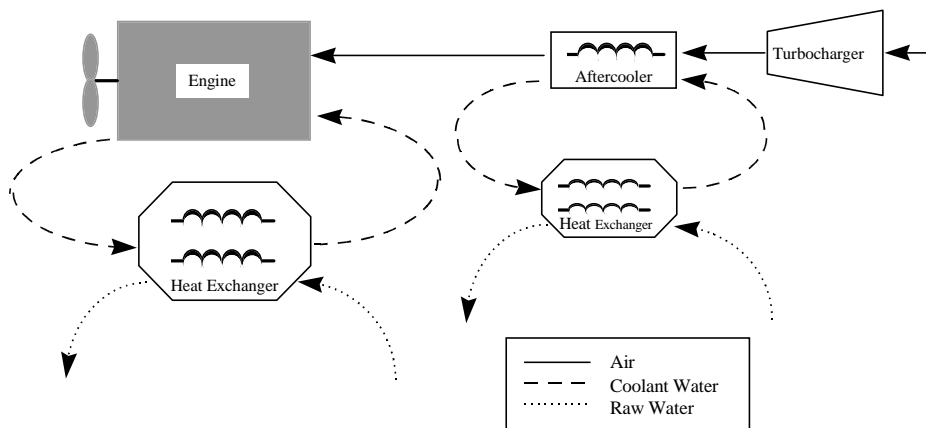 Engine
Aftercooler
Turbocharger
Heat Exchanger
Heat Exchanger
Air
Coolant Water
Raw Water